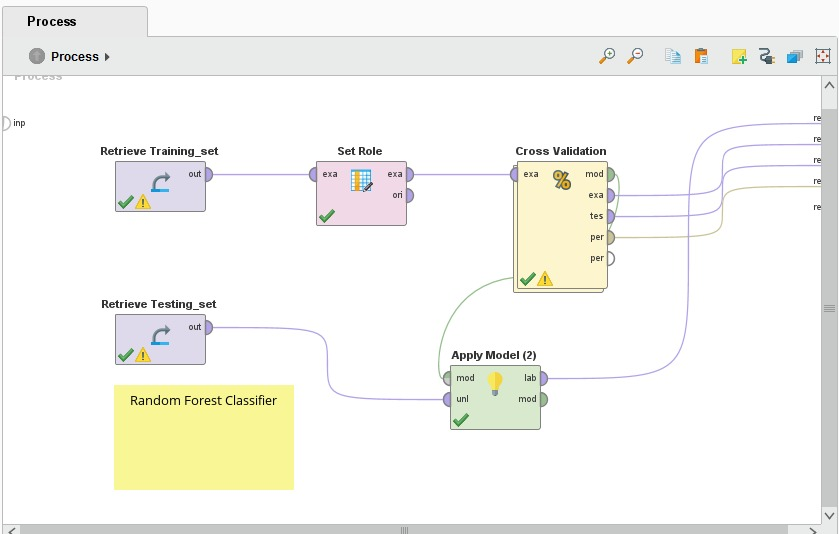 Process
Process
Process
inp
Retrieve Training_set
out
Set Role
exa
exa
ori
Cross Validation
exa
mod
exa
tes
per
per
re
re
re
re
re
Retrieve Testing_set
out
Apply Model (2)
mod
lab
unl
mod
Random Forest Classifier